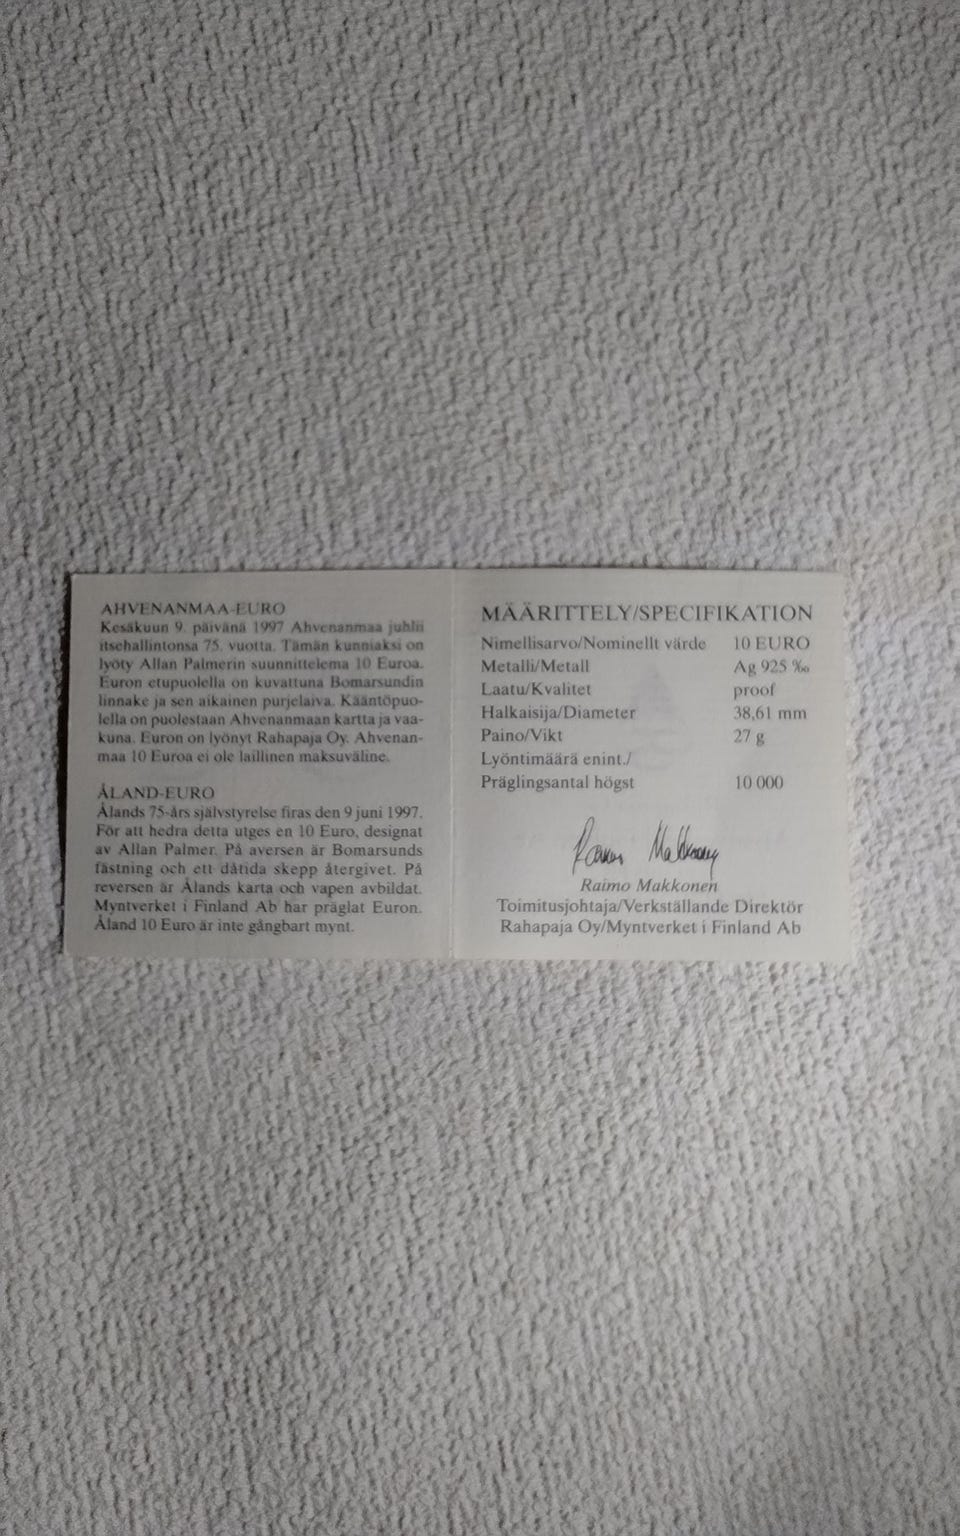 AHVENANMAA-EURO
Kesäkuun 9. päivänä 1997 Ahvenanmaa juhlii
itsehallintonsa 75. vuotta. Tämän kunniaksi on
lyöty Allan Palmerin suunnittelema 10 Euroa.
Euron etupuolella on kuvattuna Bomarsundin
linnake ja sen aikainen purjelaiva. Kääntöpuo-
lella on puolestaan Ahvenanmaan kartta ja vaa-
kuna. Euron on lyönyt Rahapaja Oy. Ahvenan-
maa 10 Euroa ei ole laillinen maksuväline.
ÅLAND-EURO
Ålands 75-års självstyrelse firas den 9 juni 1997.
För att hedra detta utges en 10 Euro, designat
av Allan Palmer. På aversen är Bomarsunds
fästning och ett dåtida skepp återgivet. På
reversen är Ålands karta och vapen avbildat.
Myntverket i Finland Ab har präglat Euron.
Åland 10 Euro är inte gångbart mynt.
MÄÄRITTELY/SPECIFIKATION
Nimellisarvo/Nominellt värde 10 EURO
Metalli/Metall Ag 925 ‰
Laatu/Kvalitet proof
Halkaisija/Diameter 38,61 mm
Paino/Vikt 27 g
Lyöntimäärä enint./
Präglingsantal högst 10 000
Raimo Makkonen
Raimo Makkonen
Toimitusjohtaja/Verkställande Direktör
Rahapaja Oy/Myntverket i Finland Ab